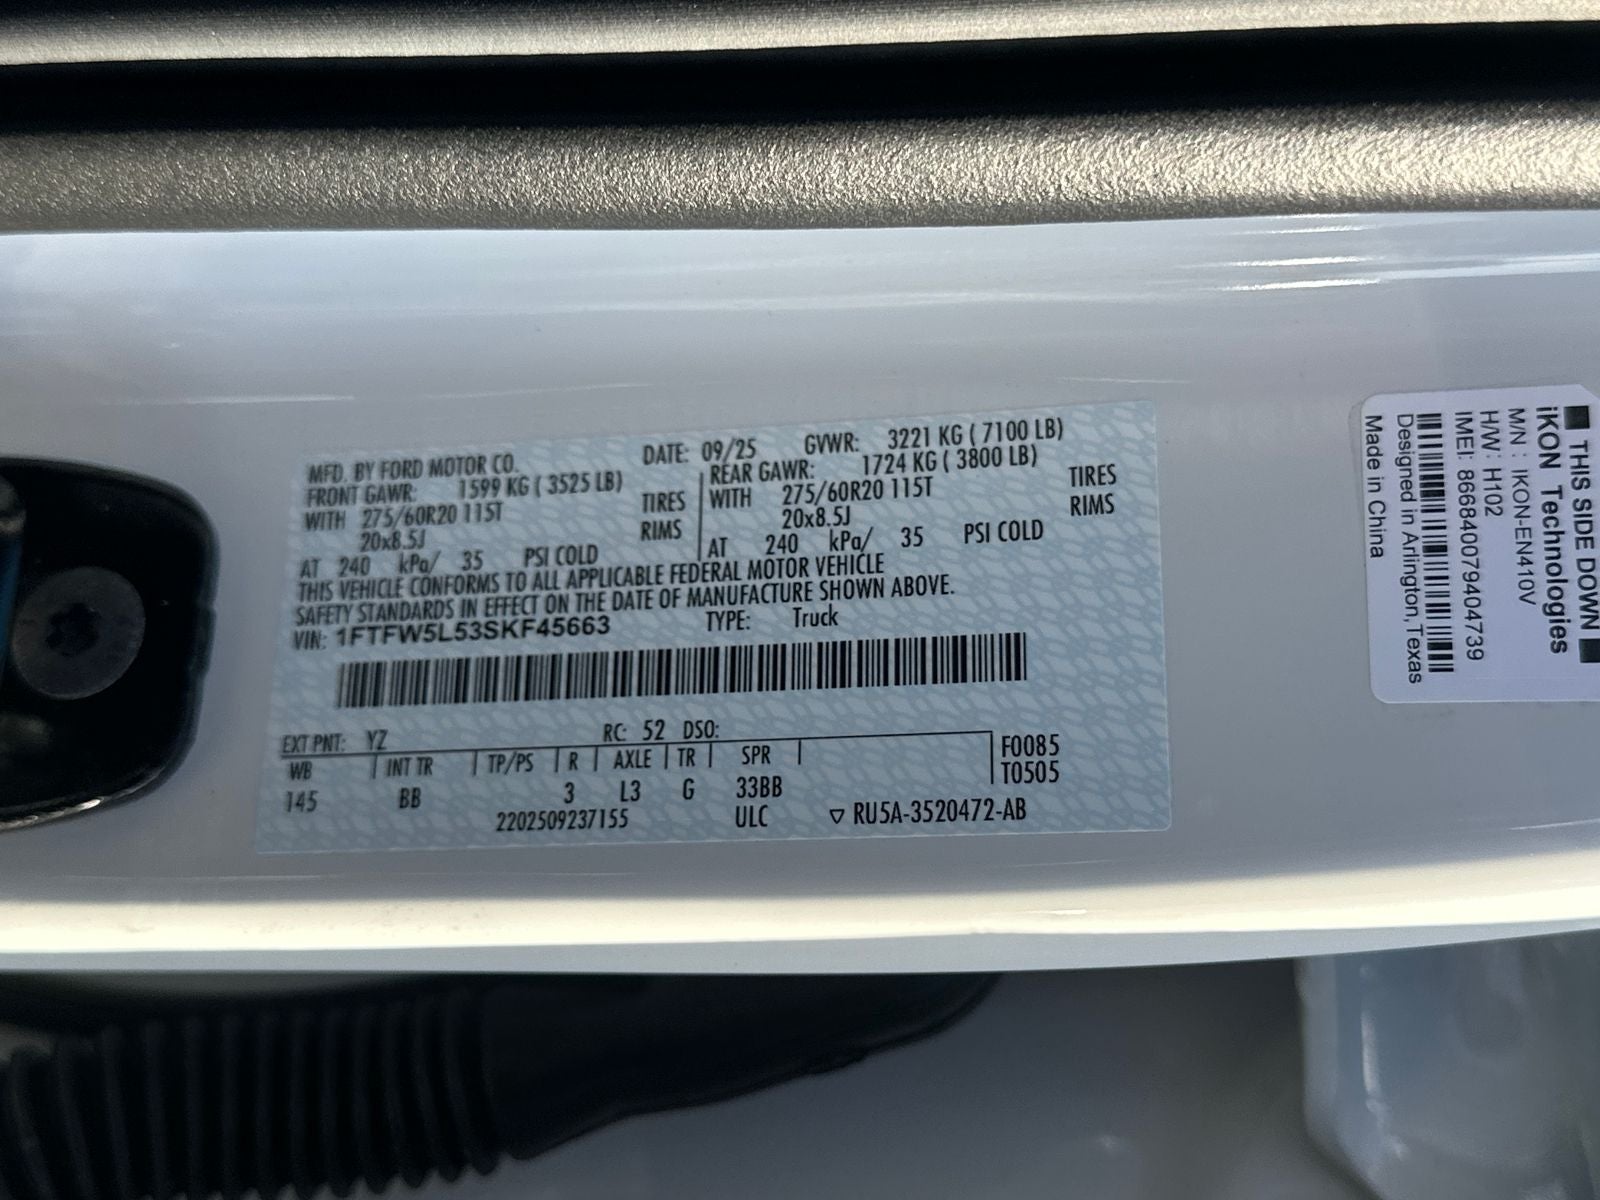 MFD. BY FORD MOTOR CO.
DATE: 09/25 GVWR: 3221 KG ( 7100 LB)
FRONT GAWR: 1599 KG ( 3525 LB)
WITH 275/60R20 115T TIRES
20x8.5J RIMS
AT 240 kPa/ 35 PSI COLD
REAR GAWR: 1724 KG ( 3800 LB)
WITH 275/60R20 115T TIRES
20x8.5J RIMS
AT 240 kPa/ 35 PSI COLD
THIS VEHICLE CONFORMS TO ALL APPLICABLE FEDERAL MOTOR VEHICLE
SAFETY STANDARDS IN EFFECT ON THE DATE OF MANUFACTURE SHOWN ABOVE.
VIN: 1FTFW5L53SKF45663 TYPE: Truck
EXT PNT: YZ RC: 52 DSO:
WB INT TR TP/PS R AXLE TR SPR
145 BB 3 L3 G 33BB
F0085
T0505
2202509237155 ULC ▽ RU5A-3520472-AB
THIS SIDE DOWN
iKON Technologies
M/N : IKON-EN410V
H/W : H102
IMEI: 866840079404739
Designed in Arlington,Texas
Made in China